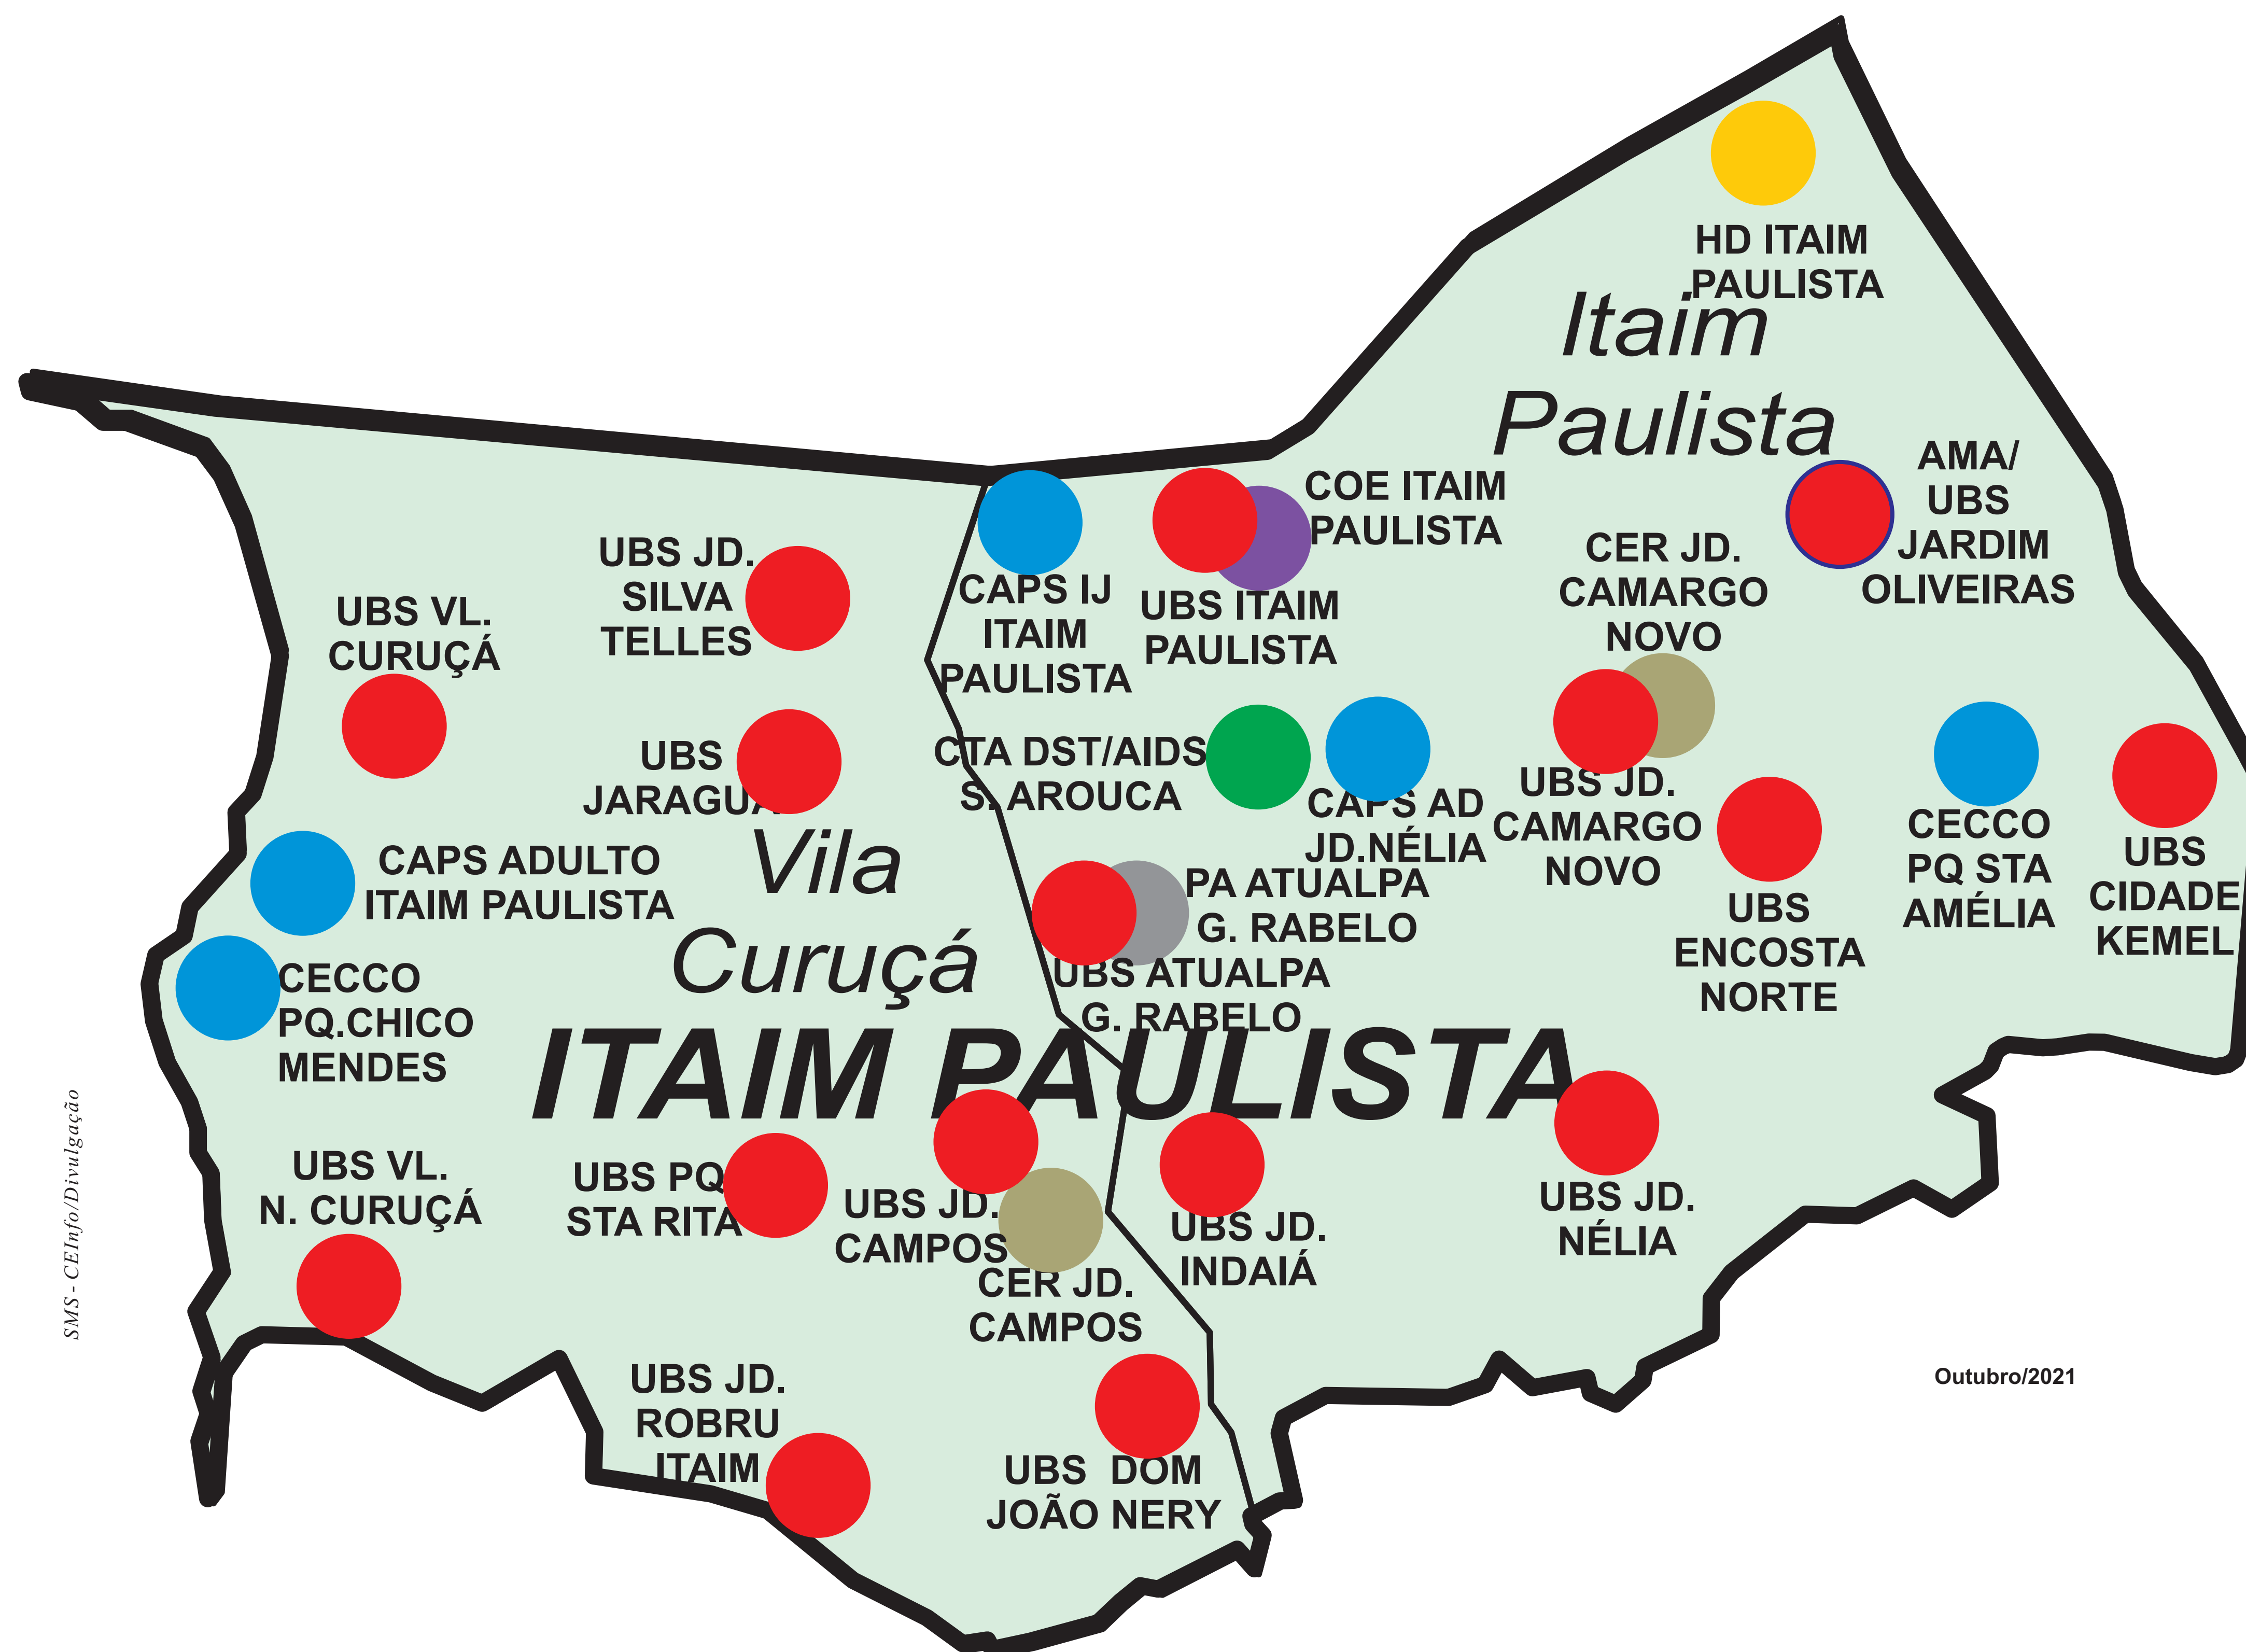 HD ITAIM
PAULISTA
Itaim
Paulista
AMA/
UBS
JARDIM
OLIVEIRAS
COE ITAIM
PAULISTA
UBS ITAIM
PAULISTA
CAPS IJ
ITAIM
PAULISTA
CER JD.
CAMARGO
NOVO
UBS JD.
SILVA
TELLES
UBS VL.
CURUÇÁ
UBS
JARAGUÁ
CTA DST/AIDS
S. AROUCA
CAPS AD
JD.NÉLIA
UBS JD.
CAMARGO
NOVO
CECCO
PQ STA
AMÉLIA
UBS
CIDADE
KEMEL
UBS
ENCOSTA
NORTE
CAPS ADULTO
ITAIM PAULISTA
Vila
Curuçá
PA ATUALPA
G. RABELO
UBS ATUALPA
G. RABELO
CECCO
PQ.CHICO
MENDES
ITAIM PAULISTA
UBS VL.
N. CURUÇÁ
UBS PQ
STA RITA
UBS JD.
CAMPOS
CER JD.
CAMPOS
UBS JD.
INDAIÁ
UBS JD.
NÉLIA
UBS JD.
ROBRU
ITAIM
UBS DOM
JOÃO NERY
Outubro/2021
SMS - CEInfo/Divulgação